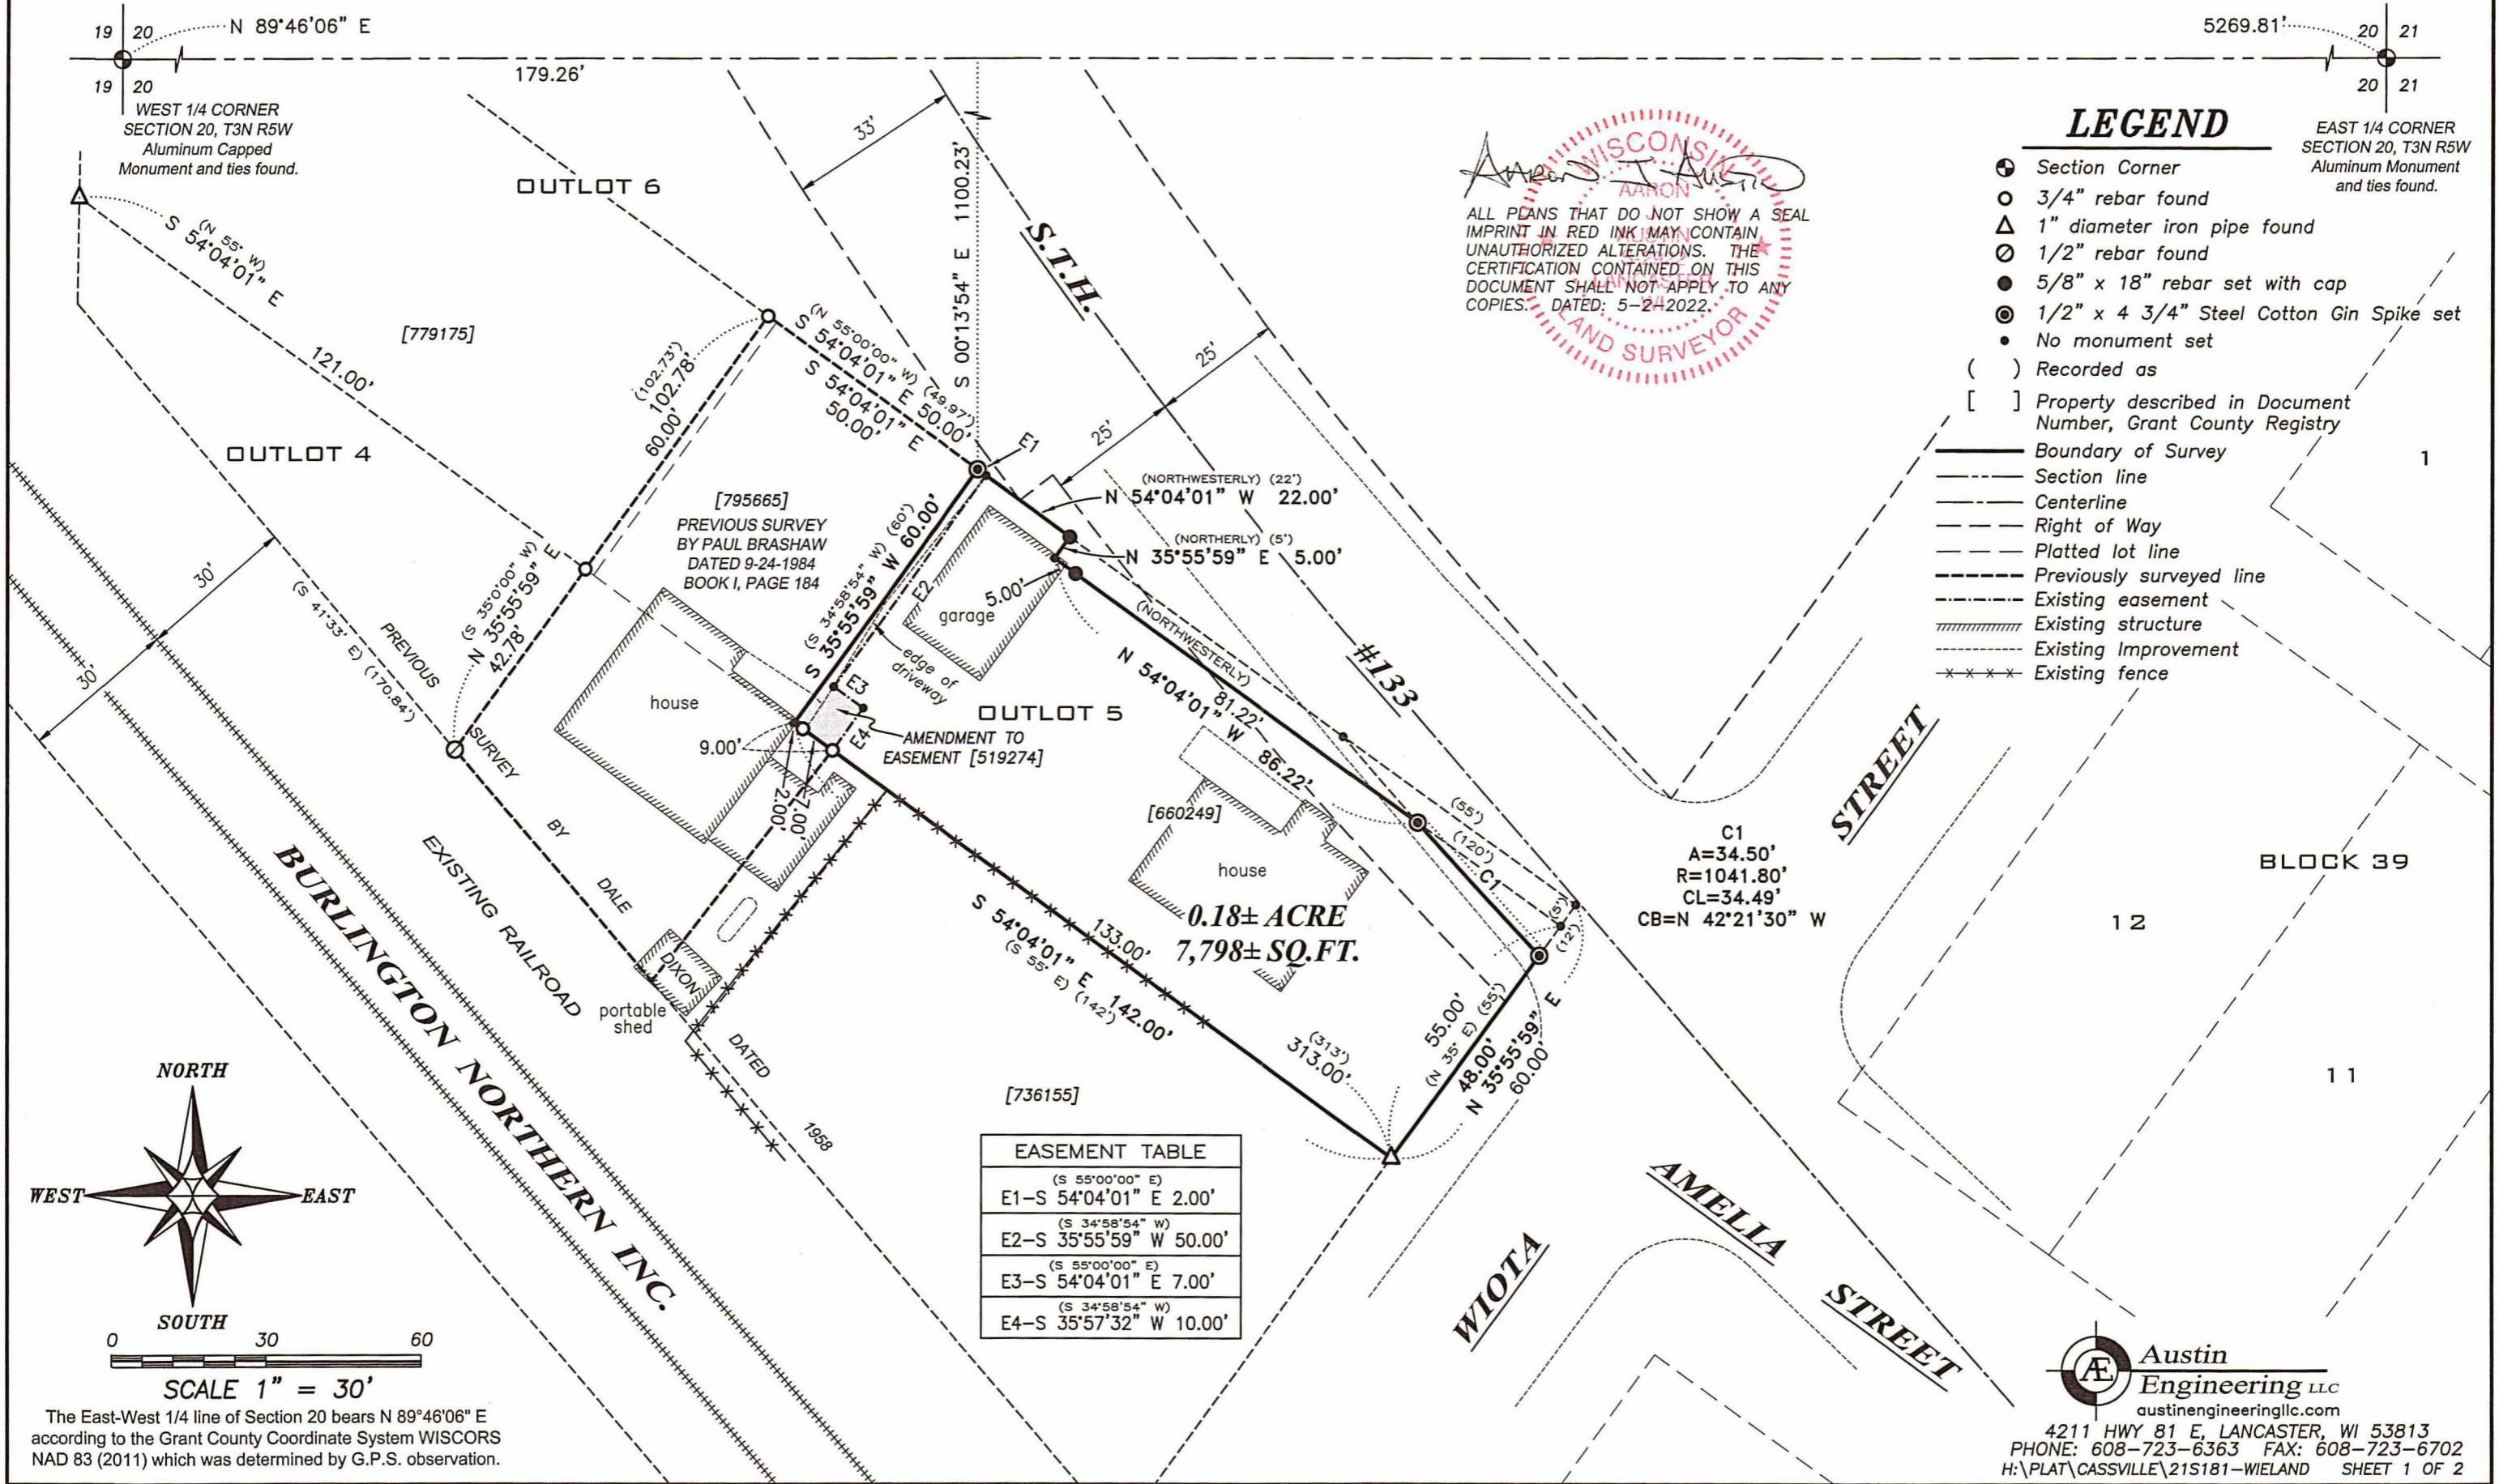 19 20
N 89°46'06" E
19 20
WEST 1/4 CORNER
SECTION 20, T3N R5W
Aluminum Capped
Monument and ties found.
179.26'
5269.81'
20 21
20 21
EAST 1/4 CORNER
SECTION 20, T3N R5W
Aluminum Monument
and ties found.
OUTLOT 6
33'
S 00°13'54" E 1100.23'
S.T.H.
#133
AARON J AUSTIN
WISCONSIN
AARON
J.
AUSTIN
LANCASTER
WI
LAND SURVEYOR
ALL PLANS THAT DO NOT SHOW A SEAL
IMPRINT IN RED INK MAY CONTAIN
UNAUTHORIZED ALTERATIONS. THE
CERTIFICATION CONTAINED ON THIS
DOCUMENT SHALL NOT APPLY TO ANY
COPIES. DATED: 5-2-2022.
LEGEND
Section Corner
3/4" rebar found
1" diameter iron pipe found
1/2" rebar found
5/8" x 18" rebar set with cap
1/2" x 4 3/4" Steel Cotton Gin Spike set
No monument set
( ) Recorded as
[ ] Property described in Document
Number, Grant County Registry
Boundary of Survey
Section line
Centerline
Right of Way
Platted lot line
Previously surveyed line
Existing easement
Existing structure
Existing Improvement
Existing fence
1
(N 55° W)
S 54°04'01" E
121.00'
[779175]
OUTLOT 4
(102.73')
102.78'
60.00'
(N 55°00'00" W) (49.97')
S 54°04'01" E 50.00'
S 54°04'01" E
50.00'
E1
25'
25'
(NORTHWESTERLY) (22')
N 54°04'01" W 22.00'
(NORTHERLY) (5')
N 35°55'59" E 5.00'
[795665]
PREVIOUS SURVEY
BY PAUL BRASHAW
DATED 9-24-1984
BOOK I, PAGE 184
(S 34°58'54" W) (60')
S 35°55'59" W 60.00'
E2
5.00'
garage
edge of
driveway
(NORTHWESTERLY)
81.22'
N 54°04'01" W 86.22'
30'
30'
(S 41°33' E) (170.84')
(S 35°0'00" W)
N 35°55'59" E
42.78'
PREVIOUS
SURVEY
BY
DALE
DIXON
DATED
1958
house
E3
E4
OUTLOT 5
AMENDMENT TO
EASEMENT [519274]
9.00'
7.00'
2.00'
[660249]
house
0.18± ACRE
7,798± SQ.FT.
(55')
(120')
C1
(5')
(12')
C1
A=34.50'
R=1041.80'
CL=34.49'
CB=N 42°21'30" W
STREET
BLOCK 39
12
11
133.00'
S 54°04'01" E 142.00'
(S 55° E) (142')
(313')
313.00'
55.00'
(N 35° E) (55')
48.00'
N 35°55'59" E
60.00'
portable
shed
EXISTING RAILROAD
BURLINGTON NORTHERN INC.
[736155]
EASEMENT TABLE
(S 55°00'00" E)
E1-S 54°04'01" E 2.00'
(S 34°58'54" W)
E2-S 35°55'59" W 50.00'
(S 55°00'00" E)
E3-S 54°04'01" E 7.00'
(S 34°58'54" W)
E4-S 35°57'32" W 10.00'
WIOTA
AMELIA
STREET
NORTH
WEST
EAST
SOUTH
0 30 60
SCALE 1" = 30'
The East-West 1/4 line of Section 20 bears N 89°46'06" E
according to the Grant County Coordinate System WISCORS
NAD 83 (2011) which was determined by G.P.S. observation.
AE
Austin
Engineering LLC
austinengineeringllc.com
4211 HWY 81 E, LANCASTER, WI 53813
PHONE: 608-723-6363 FAX: 608-723-6702
H:\PLAT\CASSVILLE\21S181-WIELAND SHEET 1 OF 2